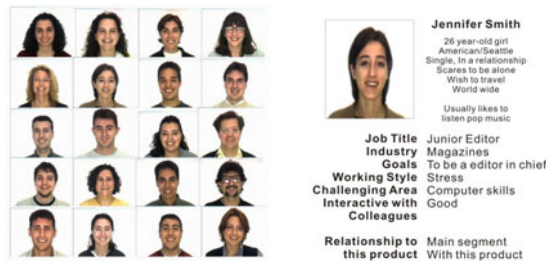 Jennifer Smith
26 year-old girl
American/Seattle
Single, In a relationship
Scares to be alone
Wish to travel
World wide
Usually likes to
listen pop music
Job Title Junior Editor
Industry Magazines
Goals To be a editor in chief
Working Style Stress
Challenging Area Computer skills
Interactive with Good
Colleagues
Relationship to Main segment
this product With this product